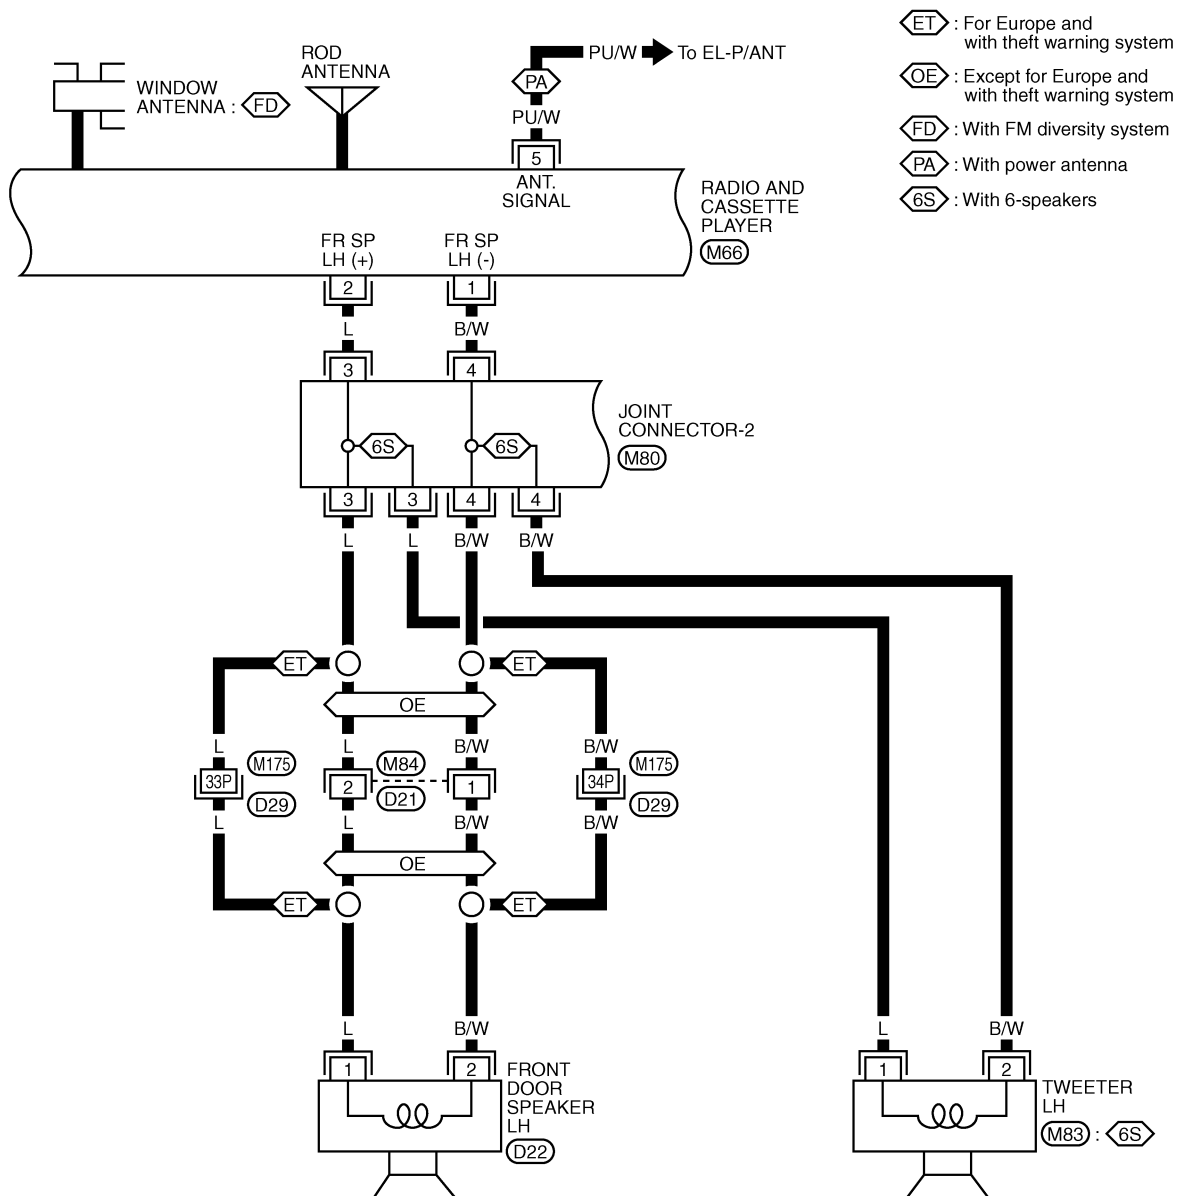 ET : For Europe and
with theft warning system
OE : Except for Europe and
with theft warning system
FD : With FM diversity system
PA : With power antenna
6S : With 6-speakers
WINDOW
ANTENNA : FD
ROD
ANTENNA
PU/W To EL-P/ANT
PA
PU/W
5
ANT.
SIGNAL
RADIO AND
CASSETTE
PLAYER
M66
FR SP
LH (+)
FR SP
LH (-)
2 1
L B/W
3 4
JOINT
CONNECTOR-2
M80
6S 6S
3 3 4 4
L L B/W B/W
ET ET
OE
L L B/W B/W
M175 M84 M175
33P 2 1 34P
D29 D21 D29
L L B/W B/W
OE
ET ET
L B/W L B/W
1 2 1 2
FRONT
DOOR
SPEAKER
LH
D22
TWEETER
LH
M83 : 6S